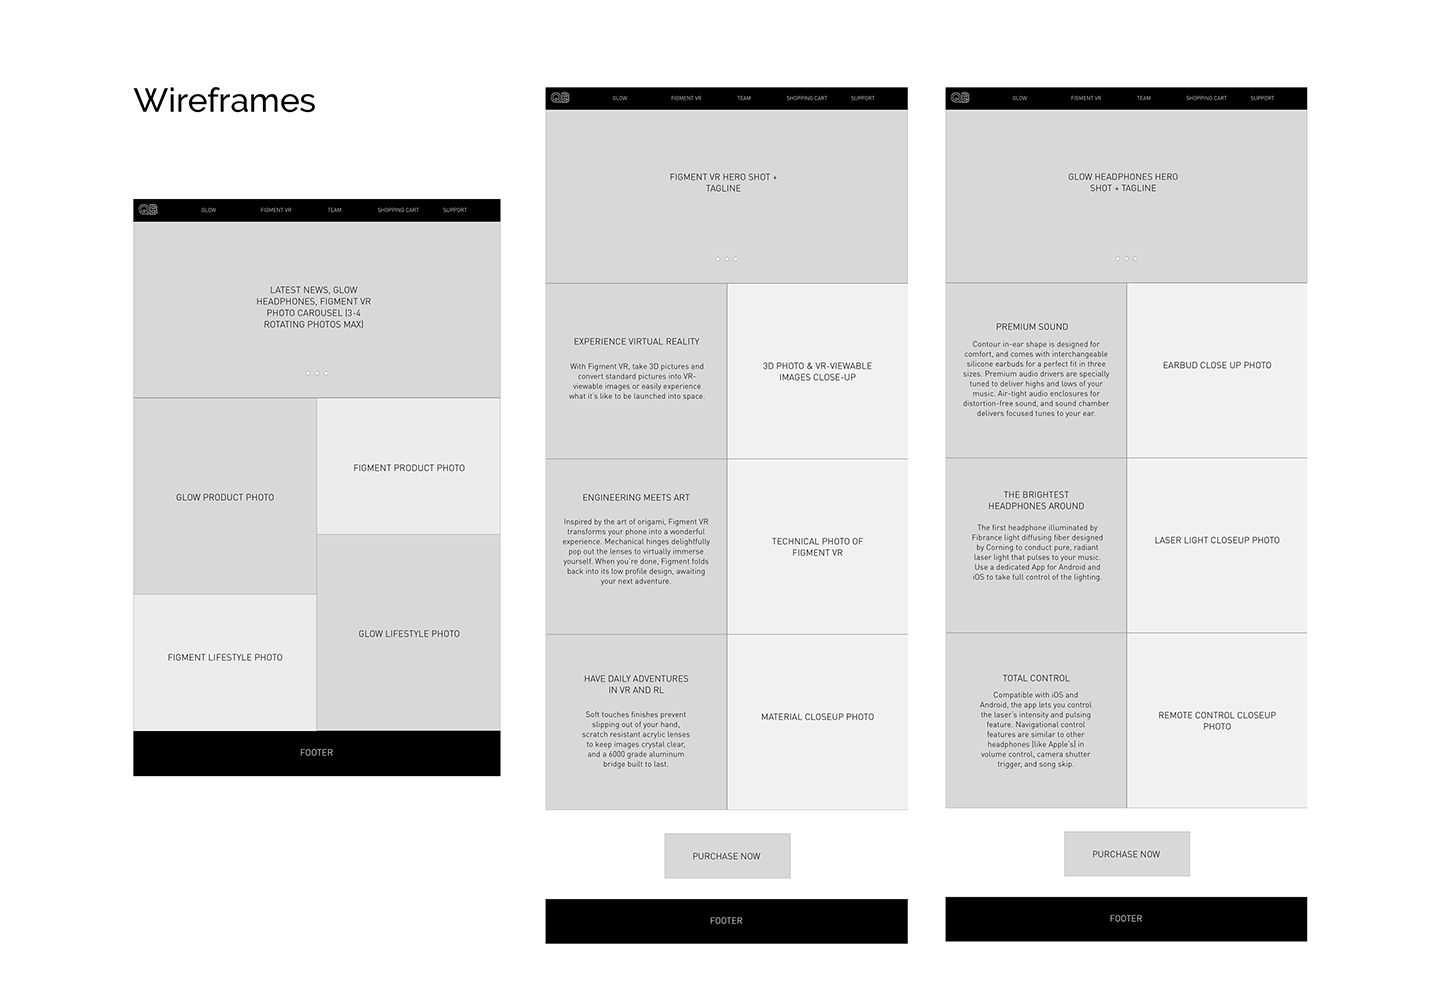 Wireframes
QB
GLOW
FIGMENT VR
TEAM
SHOPPING CART
SUPPORT
LATEST NEWS, GLOW
HEADPHONES, FIGMENT VR
PHOTO CAROUSEL (3-4
ROTATING PHOTOS MAX)
GLOW PRODUCT PHOTO
FIGMENT PRODUCT PHOTO
FIGMENT LIFESTYLE PHOTO
GLOW LIFESTYLE PHOTO
FOOTER
QB
GLOW
FIGMENT VR
TEAM
SHOPPING CART
SUPPORT
FIGMENT VR HERO SHOT +
TAGLINE
EXPERIENCE VIRTUAL REALITY
With Figment VR, take 3D pictures and
convert standard pictures into VR-
viewable images or easily experience
what it's like to be launched into space.
3D PHOTO & VR-VIEWABLE
IMAGES CLOSE-UP
ENGINEERING MEETS ART
Inspired by the art of origami, Figment VR
transforms your phone into a wonderful
experience. Mechanical hinges delightfully
pop out the lenses to virtually immerse
yourself. When you're done, Figment folds
back into its low profile design, awaiting
your next adventure.
TECHNICAL PHOTO OF
FIGMENT VR
HAVE DAILY ADVENTURES
IN VR AND RL
Soft touches finishes prevent
slipping out of your hand,
scratch resistant acrylic lenses
to keep images crystal clear,
and a 6000 grade aluminum
bridge built to last.
MATERIAL CLOSEUP PHOTO
PURCHASE NOW
FOOTER
QB
GLOW
FIGMENT VR
TEAM
SHOPPING CART
SUPPORT
GLOW HEADPHONES HERO
SHOT + TAGLINE
PREMIUM SOUND
Contour in-ear shape is designed for
comfort, and comes with interchangeable
silicone earbuds for a perfect fit in three
sizes. Premium audio drivers are specially
tuned to deliver highs and lows of your
music. Air-tight audio enclosures for
distortion-free sound, and sound chamber
delivers focused tunes to your ear.
EARBUD CLOSE UP PHOTO
THE BRIGHTEST
HEADPHONES AROUND
The first headphone illuminated by
Fibrance light diffusing fiber designed
by Corning to conduct pure, radiant
laser light that pulses to your music.
Use a dedicated App for Android and
iOS to take full control of the lighting.
LASER LIGHT CLOSEUP PHOTO
TOTAL CONTROL
Compatible with iOS and
Android, the app lets you control
the laser's intensity and pulsing
feature. Navigational control
features are similar to other
headphones (like Apple's) in
volume control, camera shutter
trigger, and song skip.
REMOTE CONTROL CLOSEUP
PHOTO
PURCHASE NOW
FOOTER